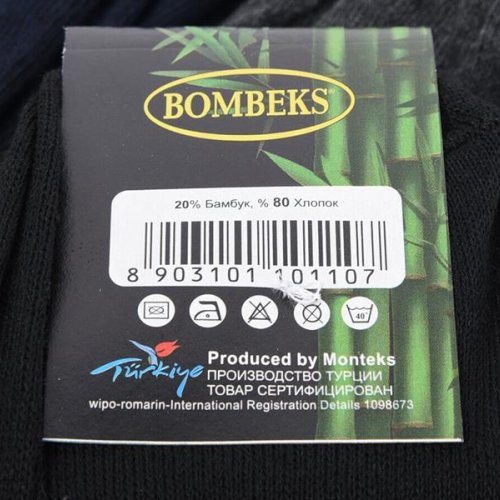 BOMBEKS
20% Бамбук, % 80 Хлопок
8 903101 101107
40°
Türkiye
Produced by Monteks
ПРОИЗВОДСТВО ТУРЦИИ
ТОВАР СЕРТИФИЦИРОВАН
wipo-romarin-International Registration Details 1098673